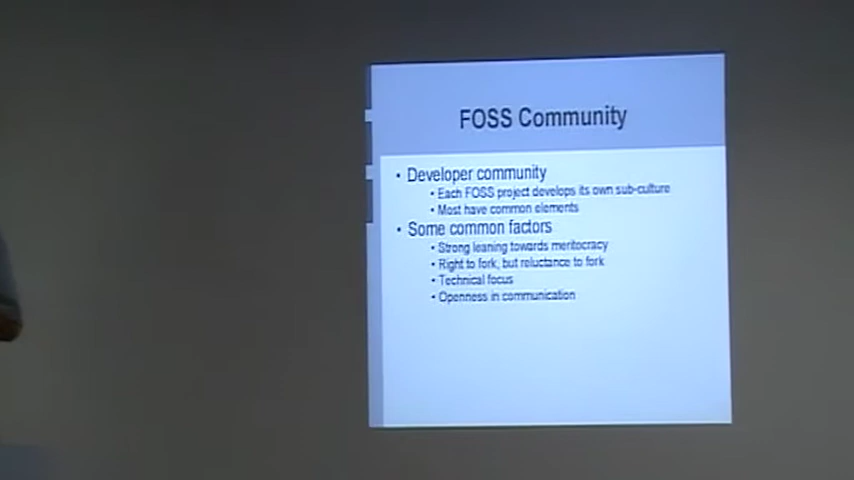 FOSS Community
• Developer community
• Each FOSS project develops its own sub-culture
• Most have common elements
• Some common factors
• Strong leaning towards meritocracy
• Right to fork, but reluctance to fork
• Technical focus
• Openness in communication